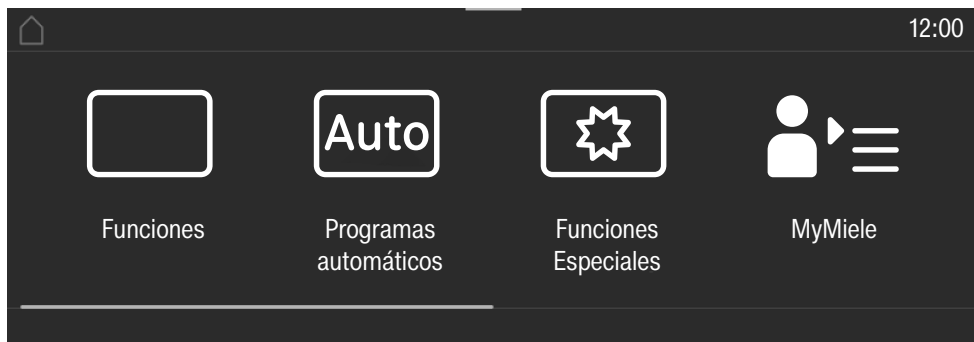 12:00
Auto
Funciones
Programas
automáticos
Funciones
Especiales
MyMiele